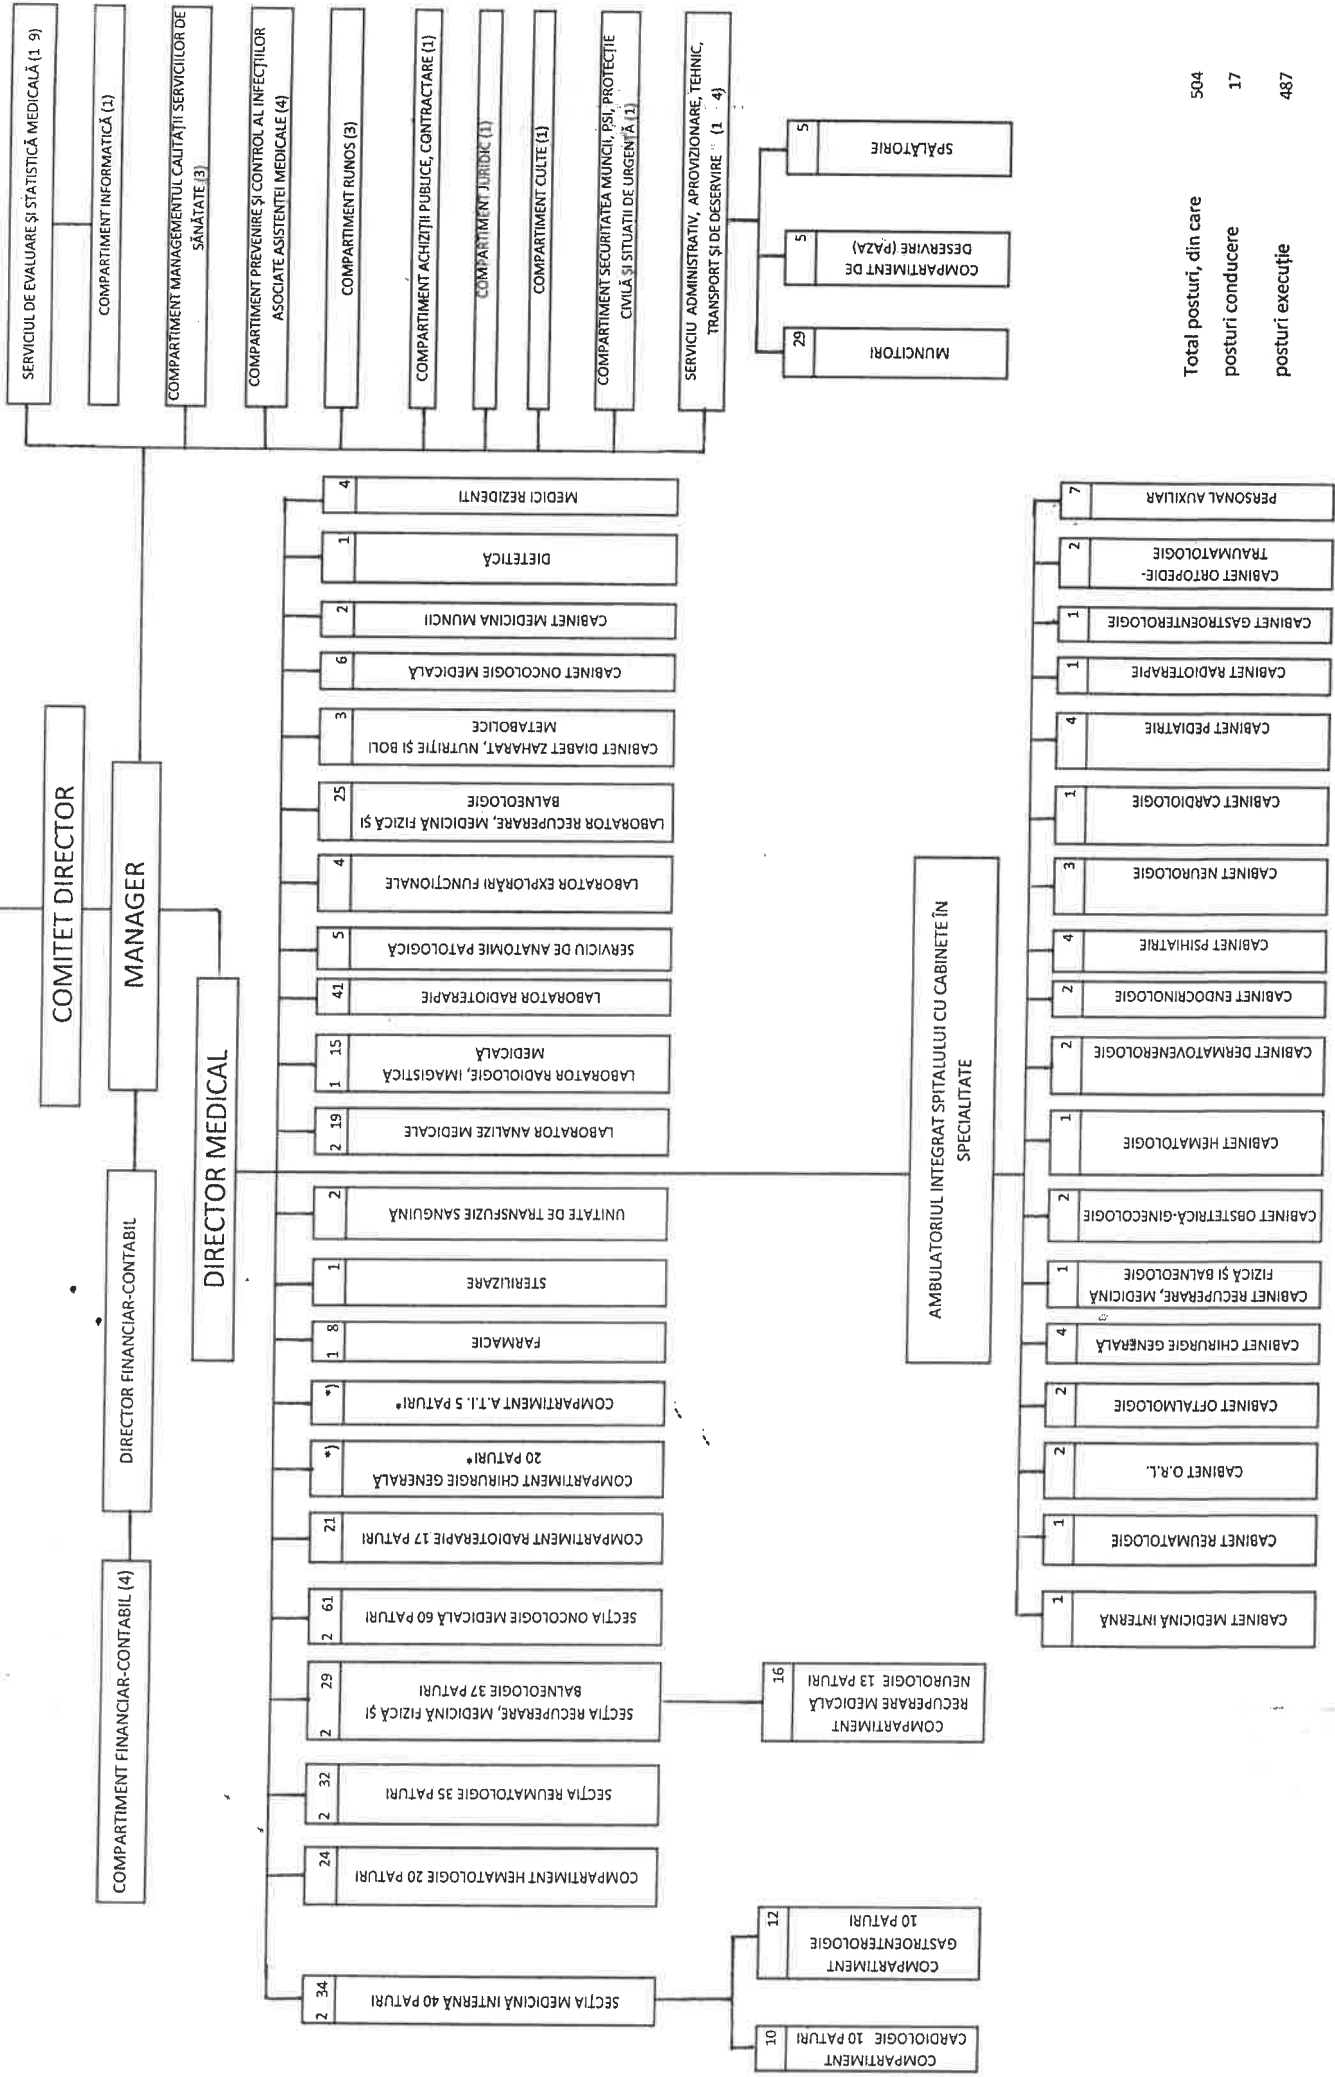 COMITET DIRECTOR
MANAGER
DIRECTOR FINANCIAR-CONTABIL
COMPARTIMENT FINANCIAR-CONTABIL (4)
DIRECTOR MEDICAL
SERVICIUL DE EVALUARE ȘI STATISTICĂ MEDICALĂ (1 9)
COMPARTIMENT INFORMATICĂ (1)
COMPARTIMENT MANAGEMENTUL CALITĂȚII SERVICIILOR DE
SĂNĂTATE (3)
COMPARTIMENT PREVENIRE ȘI CONTROL AL INFECȚIILOR
ASOCIATE ASISTENȚEI MEDICALE (4)
COMPARTIMENT RUNOS (3)
COMPARTIMENT ACHIZIȚII PUBLICE, CONTRACTARE (1)
COMPARTIMENT JURIDIC (1)
COMPARTIMENT CULTE (1)
COMPARTIMENT SECURITATEA MUNCII, PSI, PROTECȚIE
CIVILĂ ȘI SITUAȚII DE URGENȚĂ (1)
SERVICIU ADMINISTRATIV, APROVIZIONARE, TEHNIC,
TRANSPORT ȘI DE DESERVIRE (1 4)
29
MUNCITORI
5
COMPARTIMENT DE
DESERVIRE (PAZA)
5
SPĂLĂTORIE
2 34
SECȚIA MEDICINĂ INTERNĂ 40 PATURI
10
COMPARTIMENT
CARDIOLOGIE 10 PATURI
12
COMPARTIMENT
GASTROENTEROLOGIE
10 PATURI
24
COMPARTIMENT HEMATOLOGIE 20 PATURI
2 32
SECȚIA REUMATOLOGIE 35 PATURI
2 29
SECȚIA RECUPERARE, MEDICINĂ FIZICĂ ȘI
BALNEOLOGIE 37 PATURI
16
COMPARTIMENT
RECUPERARE MEDICALĂ
NEUROLOGIE 13 PATURI
2 61
SECȚIA ONCOLOGIE MEDICALĂ 60 PATURI
21
COMPARTIMENT RADIOTERAPIE 17 PATURI
*)
COMPARTIMENT CHIRURGIE GENERALĂ
20 PATURI*
*)
COMPARTIMENT A.T.I. 5 PATURI*
1 8
FARMACIE
1
STERILIZARE
2
UNITATE DE TRANSFUZIE SANGUINĂ
2 19
LABORATOR ANALIZE MEDICALE
1 15
LABORATOR RADIOLOGIE, IMAGISTICĂ
MEDICALĂ
41
LABORATOR RADIOTERAPIE
5
SERVICIU DE ANATOMIE PATOLOGICĂ
4
LABORATOR EXPLORĂRI FUNCȚIONALE
25
LABORATOR RECUPERARE, MEDICINĂ FIZICĂ ȘI
BALNEOLOGIE
3
CABINET DIABET ZAHARAT, NUTRIȚIE ȘI BOLI
METABOLICE
6
CABINET ONCOLOGIE MEDICALĂ
2
CABINET MEDICINA MUNCII
1
DIETETICĂ
4
MEDICI REZIDENTI
AMBULATORIUL INTEGRAT SPITALULUI CU CABINETE ÎN
SPECIALITATE
1
CABINET MEDICINĂ INTERNĂ
1
CABINET REUMATOLOGIE
2
CABINET O.R.L.
2
CABINET OFTALMOLOGIE
4
CABINET CHIRURGIE GENERALĂ
1
CABINET RECUPERARE, MEDICINĂ
FIZICĂ ȘI BALNEOLOGIE
2
CABINET OBSTETRICĂ-GINECOLOGIE
1
CABINET HEMATOLOGIE
2
CABINET DERMATOVENEROLOGIE
2
CABINET ENDOCRINOLOGIE
4
CABINET PSIHIATRIE
3
CABINET NEUROLOGIE
1
CABINET CARDIOLOGIE
4
CABINET PEDIATRIE
1
CABINET RADIOTERAPIE
1
CABINET GASTROENTEROLOGIE
2
CABINET ORTOPEDIE-
TRAUMATOLOGIE
7
PERSONAL AUXILIAR
Total posturi, din care 504
posturi conducere 17
posturi execuție 487